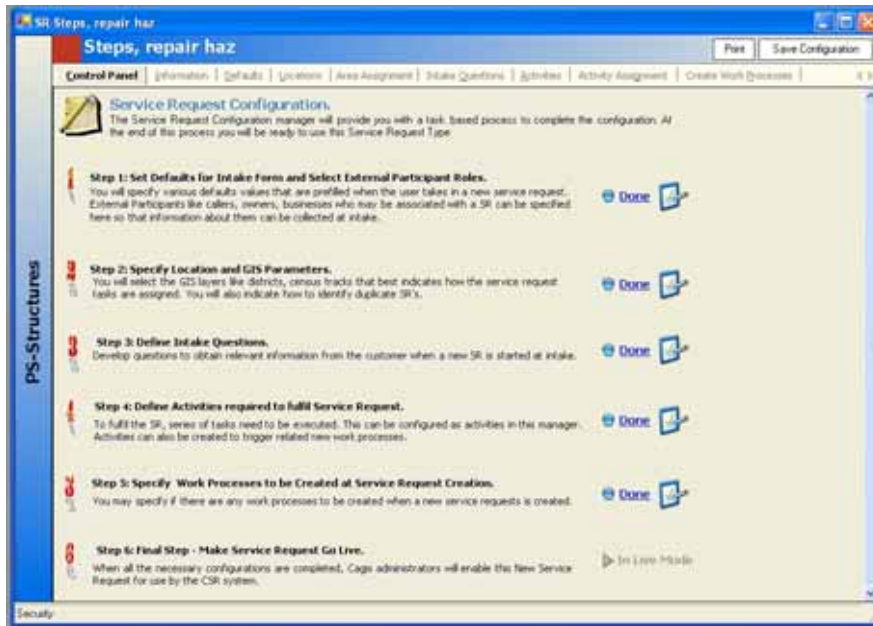 SR Steps, repair haz
Steps, repair haz
Print
Save Configuration
Control Panel | Information | Defaults | Locations | Area Assignment | Intake Questions | Activities | Activity Assignment | Create Work Processes |
Service Request Configuration.
The Service Request Configuration manager will provide you with a task based process to complete the configuration. At
the end of this process you will be ready to use this Service Request Type
PS-Structures
1
Step 1: Set Defaults for Intake Form and Select External Participant Roles.
You will specify various defaults values that are prefilled when the user takes in a new service request.
External Participants like callers, owners, businesses who may be associated with a SR can be specified
here so that information about them can be collected at intake.
Done
2
Step 2: Specify Location and GIS Parameters.
You will select the GIS layers like districts, census tracks that best indicates how the service request
tasks are assigned. You will also indicate how to identify duplicate SR's.
Done
3
Step 3: Define Intake Questions.
Develop questions to obtain relevant information from the customer when a new SR is started at intake.
Done
Step 4: Define Activities required to fulfil Service Request.
To fulfil the SR, series of tasks need to be executed. This can be configured as activities in this manager.
Activities can also be created to trigger related new work processes.
Done
Step 5: Specify Work Processes to be Created at Service Request Creation.
You may specify if there are any work processes to be created when a new service requests is created.
Done
6
Step 6: Final Step - Make Service Request Go Live.
When all the necessary configurations are completed, Cagis administrators will enable this New Service
Request for use by the CSR system.
In Live Mode
Security